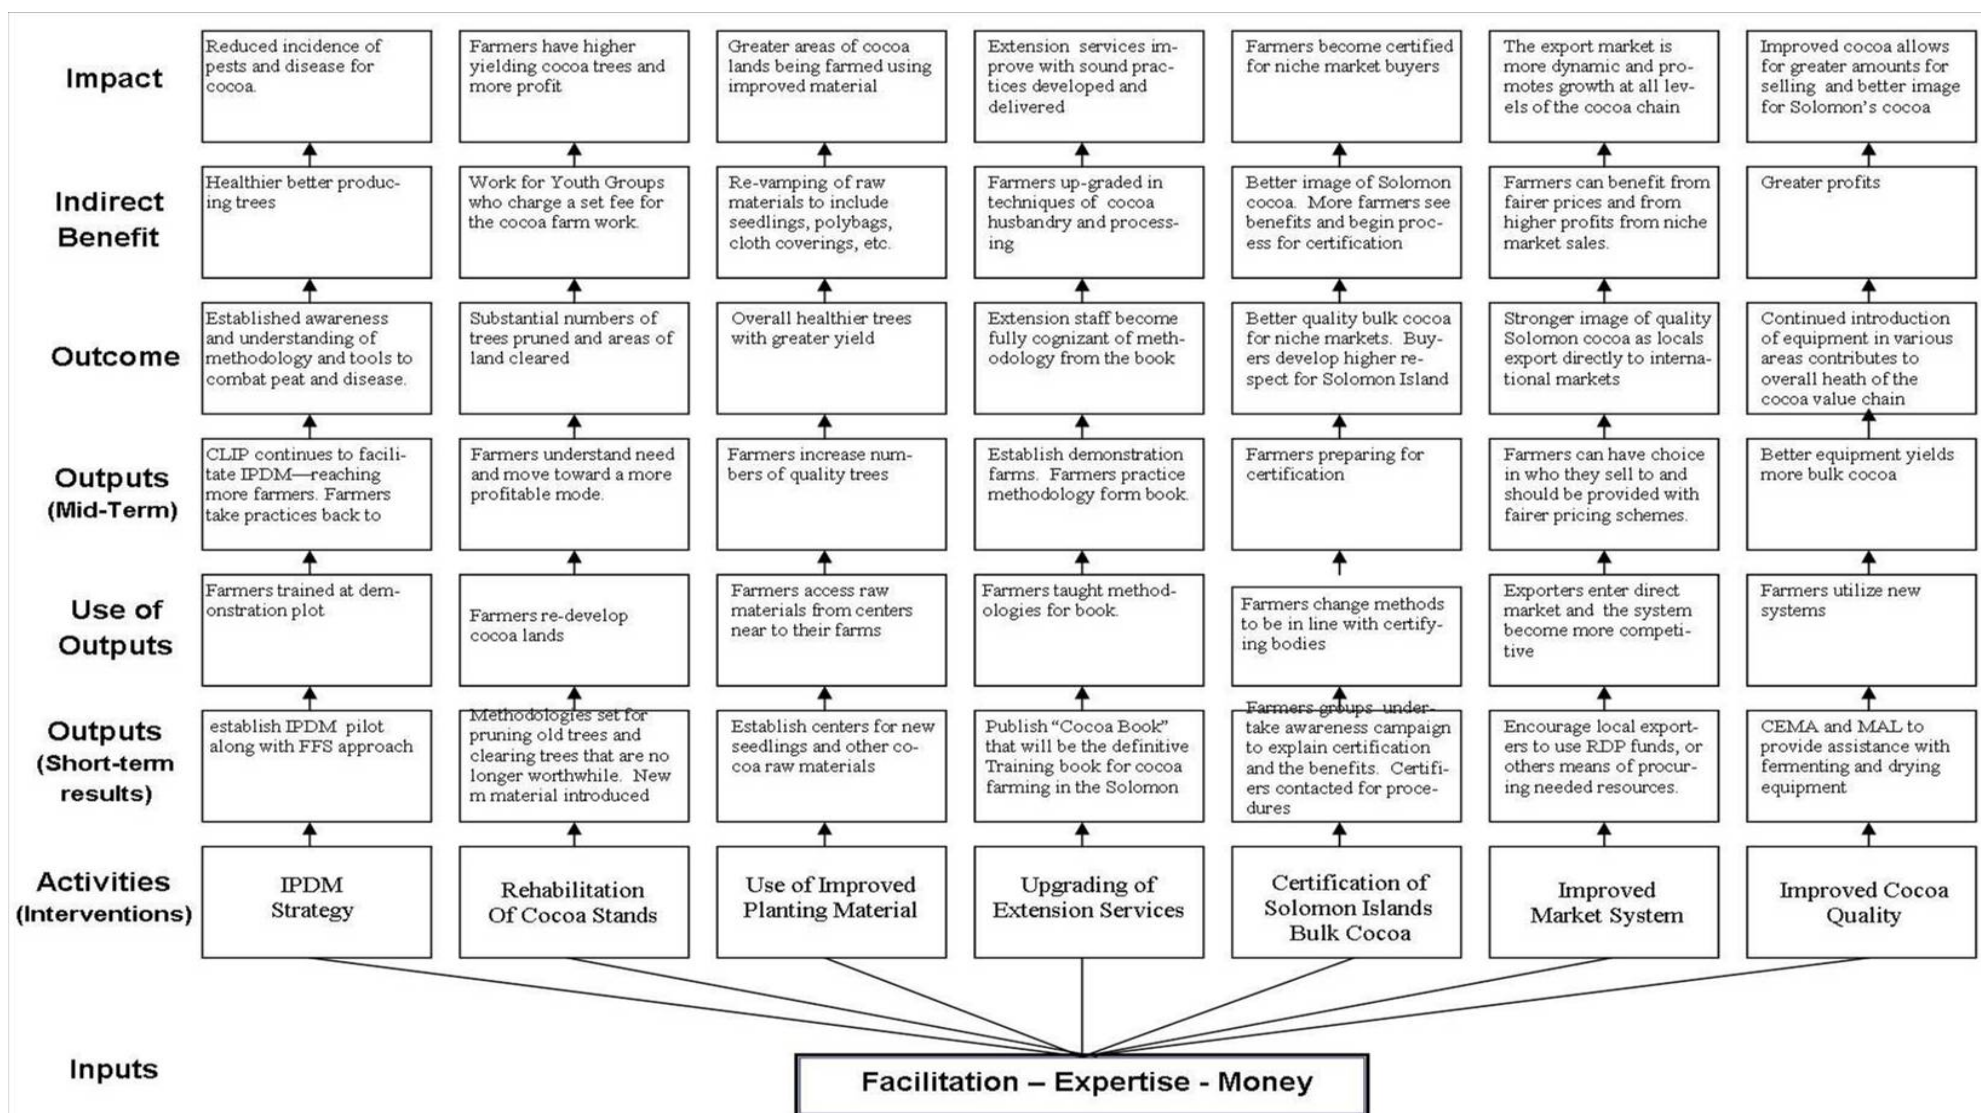 Impact
Reduced incidence of
pests and disease for
cocoa.
Farmers have higher
yielding cocoa trees and
more profit
Greater areas of cocoa
lands being farmed using
improved material
Extension services im-
prove with sound prac-
tices developed and
delivered
Farmers become certified
for niche market buyers
The export market is
more dynamic and pro-
motes growth at all lev-
els of the cocoa chain
Improved cocoa allows
for greater amounts for
selling and better image
for Solomon's cocoa
Indirect
Benefit
Healthier better produc-
ing trees
Work for Youth Groups
who charge a set fee for
the cocoa farm work.
Re-vamping of raw
materials to include
seedlings, polybags,
cloth coverings, etc.
Farmers up-graded in
techniques of cocoa
husbandry and process-
ing
Better image of Solomon
cocoa. More farmers see
benefits and begin proc-
ess for certification
Farmers can benefit from
fairer prices and from
higher profits from niche
market sales.
Greater profits
Outcome
Established awareness
and understanding of
methodology and tools to
combat peat and disease.
Substantial numbers of
trees pruned and areas of
land cleared
Overall healthier trees
with greater yield
Extension staff become
fully cognizant of meth-
odology from the book
Better quality bulk cocoa
for niche markets. Buy-
ers develop higher re-
spect for Solomon Island
Stronger image of quality
Solomon cocoa as locals
export directly to interna-
tional markets
Continued introduction
of equipment in various
areas contributes to
overall heath of the
cocoa value chain
Outputs
(Mid-Term)
CLIP continues to facili-
tate IPDM—reaching
more farmers. Farmers
take practices back to
Farmers understand need
and move toward a more
profitable mode.
Farmers increase num-
bers of quality trees
Establish demonstration
farms. Farmers practice
methodology form book.
Farmers preparing for
certification
Farmers can have choice
in who they sell to and
should be provided with
fairer pricing schemes.
Better equipment yields
more bulk cocoa
Use of
Outputs
Farmers trained at dem-
onstration plot
Farmers re-develop
cocoa lands
Farmers access raw
materials from centers
near to their farms
Farmers taught method-
ologies for book.
Farmers change methods
to be in line with certify-
ing bodies
Exporters enter direct
market and the system
become more competi-
tive
Farmers utilize new
systems
Outputs
(Short-term
results)
establish IPDM pilot
along with FFS approach
Methodologies set for
pruning old trees and
clearing trees that are no
longer worthwhile. New
m material introduced
Establish centers for new
seedlings and other co-
coa raw materials
Publish “Cocoa Book”
that will be the definitive
Training book for cocoa
farming in the Solomon
Farmers groups under-
take awareness campaign
to explain certification
and the benefits. Certifi-
ers contacted for proce-
dures
Encourage local export-
ers to use RDP funds, or
others means of procur-
ing needed resources.
CEMA and MAL to
provide assistance with
fermenting and drying
equipment
Activities
(Interventions)
IPDM
Strategy
Rehabilitation
Of Cocoa Stands
Use of Improved
Planting Material
Upgrading of
Extension Services
Certification of
Solomon Islands
Bulk Cocoa
Improved
Market System
Improved Cocoa
Quality
Inputs
Facilitation – Expertise - Money